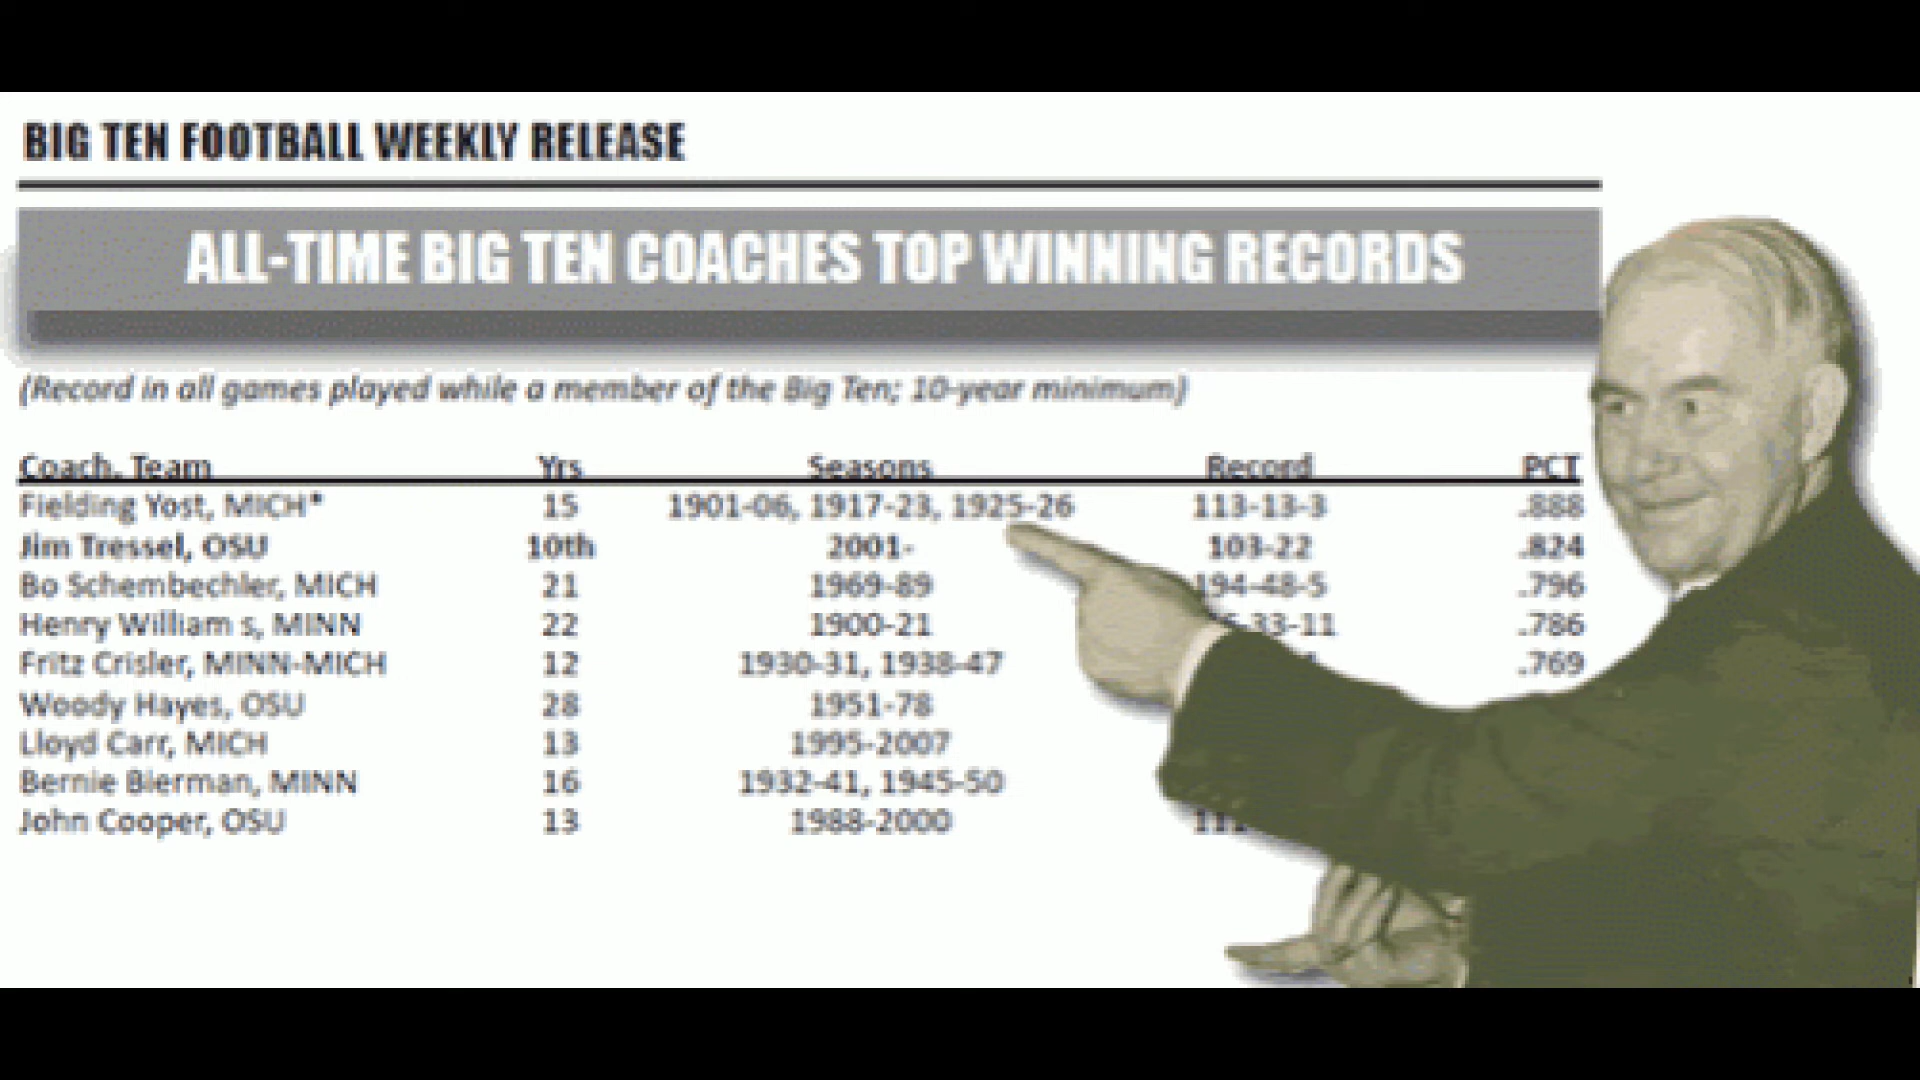 BIG TEN FOOTBALL WEEKLY RELEASE
ALL-TIME BIG TEN COACHES TOP WINNING RECORDS
(Record in all games played while a member of the Big Ten; 10-year minimum)
Coach, Team Yrs Seasons Record PCT
Fielding Yost, MICH* 15 1901-06, 1917-23, 1925-26 113-13-3 .888
Jim Tressel, OSU 10th 2001- 103-22 .824
Bo Schembechler, MICH 21 1969-89 194-48-5 .796
Henry William s, MINN 22 1900-21 33-11 .786
Fritz Crisler, MINN-MICH 12 1930-31, 1938-47 .769
Woody Hayes, OSU 28 1951-78
Lloyd Carr, MICH 13 1995-2007
Bernie Bierman, MINN 16 1932-41, 1945-50
John Cooper, OSU 13 1988-2000